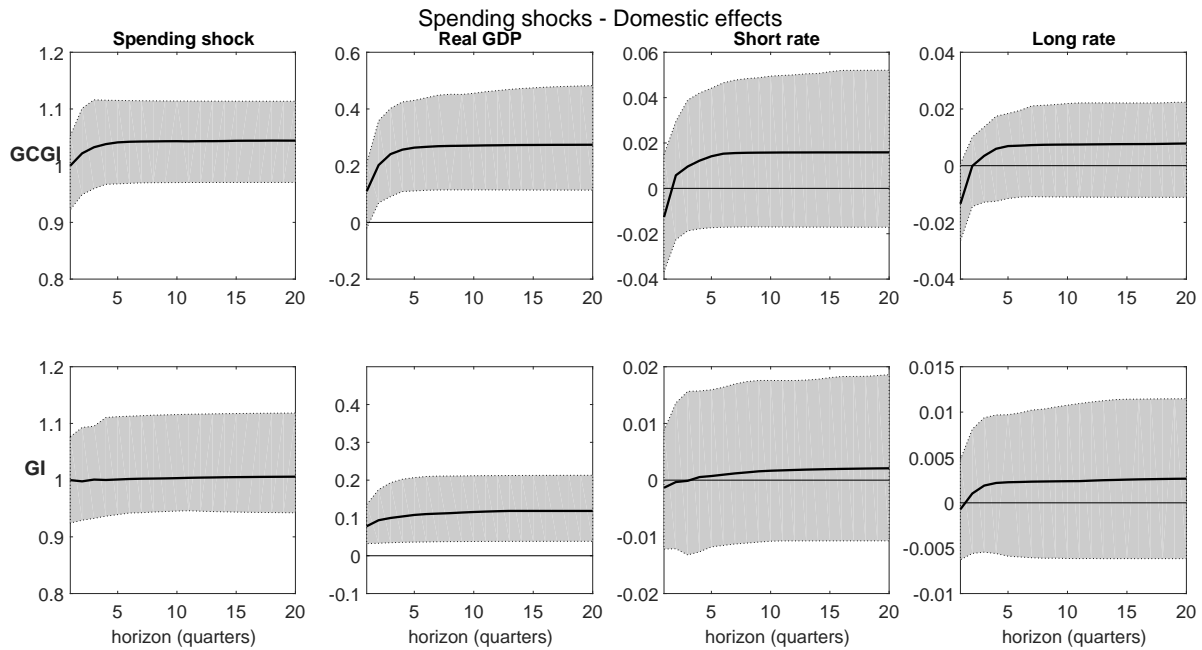 Spending shocks - Domestic effects
Spending shock
Real GDP
Short rate
Long rate
GCGI
1.2
1.1
1
0.9
0.8
5 10 15 20
0.6
0.4
0.2
0
-0.2
5 10 15 20
0.06
0.04
0.02
0
-0.02
-0.04
5 10 15 20
0.04
0.02
0
-0.02
-0.04
5 10 15 20
GI
1.2
1.1
1
0.9
0.8
5 10 15 20
horizon (quarters)
0.4
0.3
0.2
0.1
0
-0.1
5 10 15 20
horizon (quarters)
0.02
0.01
0
-0.01
-0.02
5 10 15 20
horizon (quarters)
0.015
0.01
0.005
0
-0.005
-0.01
5 10 15 20
horizon (quarters)